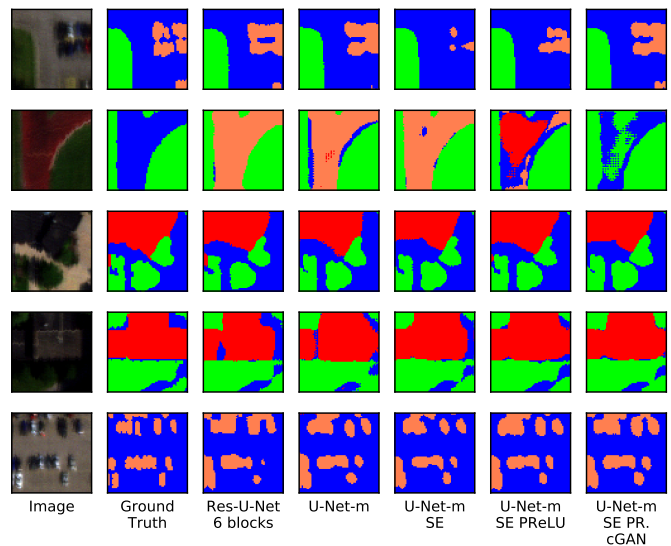 Image
Ground
Truth
Res-U-Net
6 blocks
U-Net-m
U-Net-m
SE
U-Net-m
SE PReLU
U-Net-m
SE PR.
cGAN